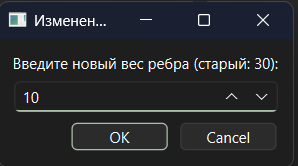 Изменен...
Введите новый вес ребра (старый: 30):
10
OK
Cancel